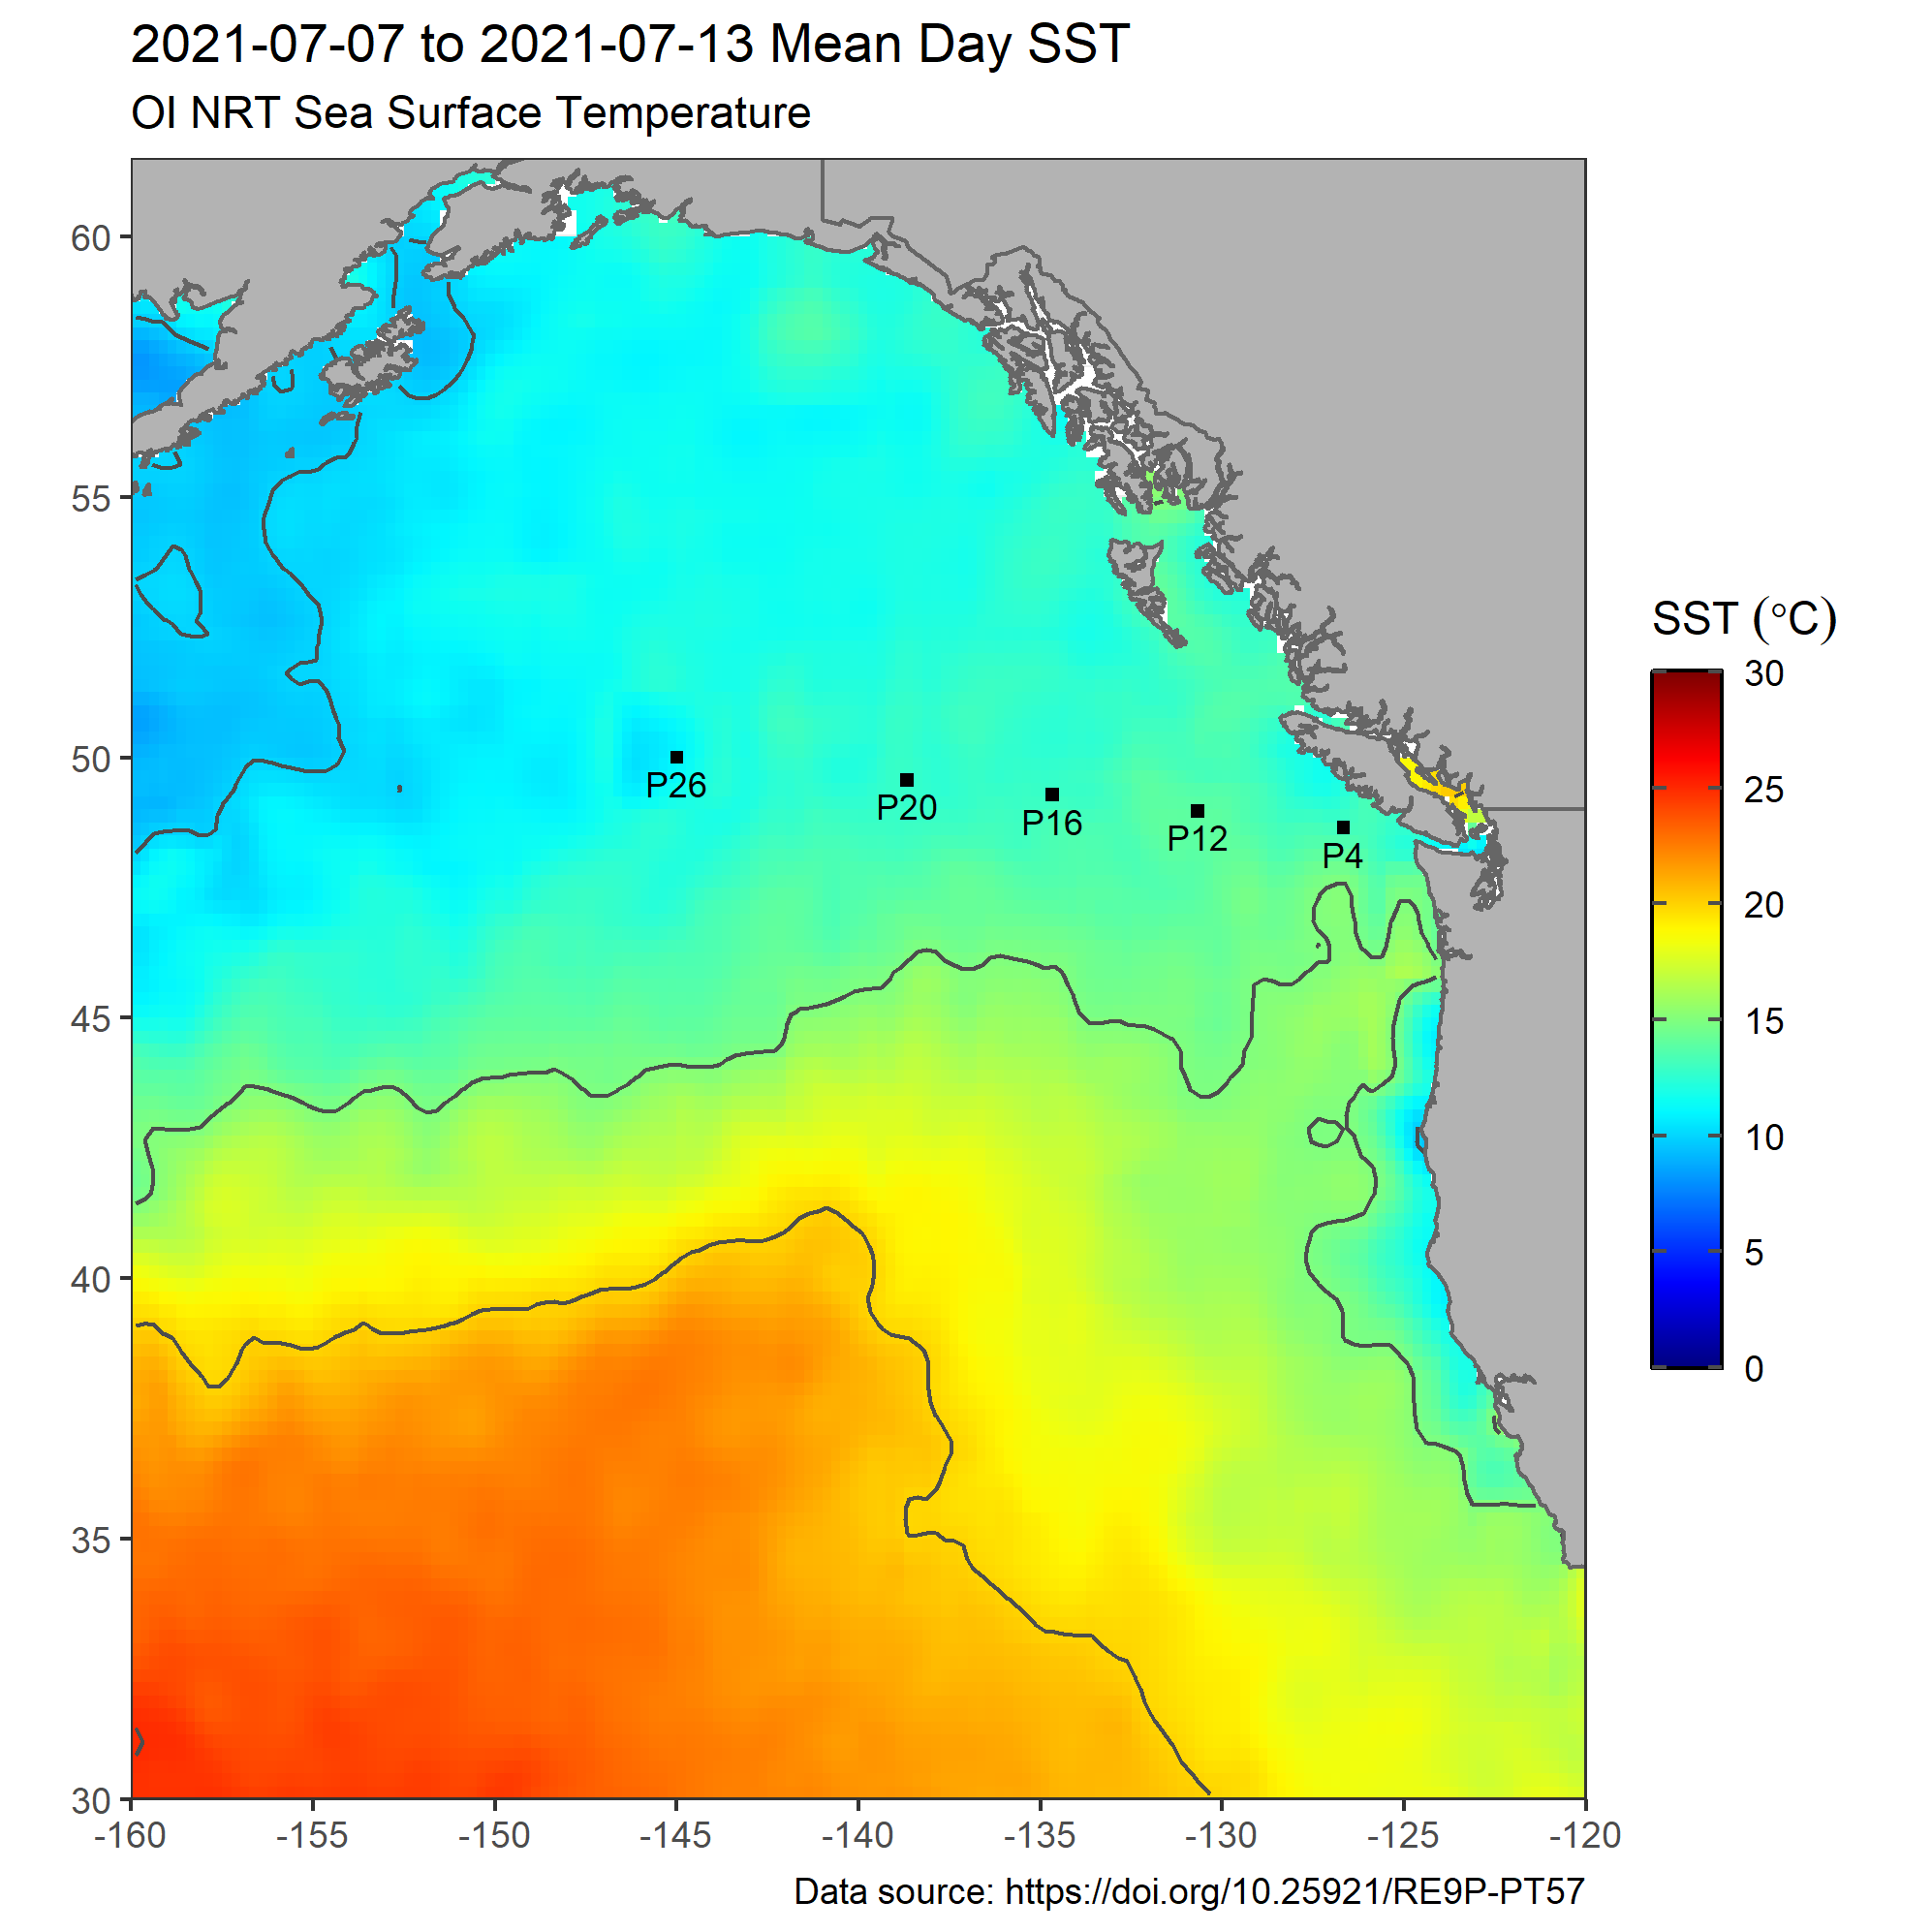 2021-07-07 to 2021-07-13 Mean Day SST
OI NRT Sea Surface Temperature
60
55
50
45
40
35
30
P26
P20
P16
P12
P4
SST (°C)
30
25
20
15
10
5
0
-160
-155
-150
-145
-140
-135
-130
-125
-120
Data source: https://doi.org/10.25921/RE9P-PT57